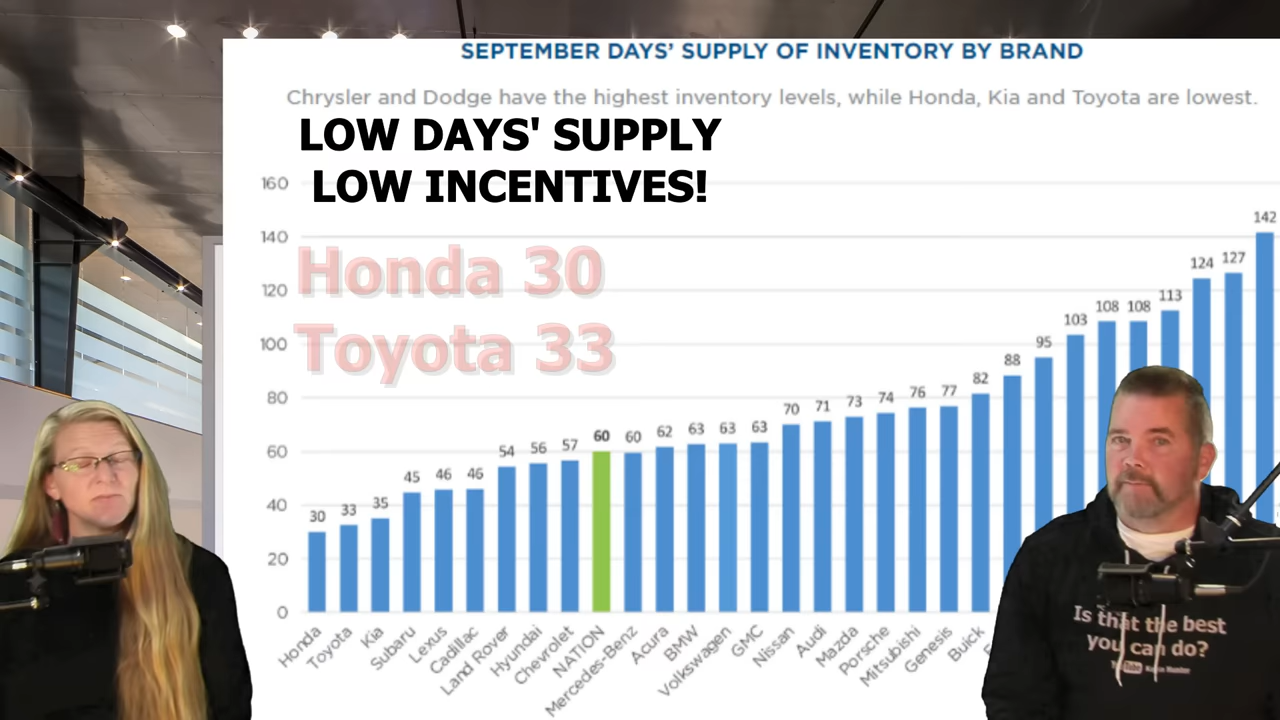 SEPTEMBER DAYS' SUPPLY OF INVENTORY BY BRAND
Chrysler and Dodge have the highest inventory levels, while Honda, Kia and Toyota are lowest.
LOW DAYS' SUPPLY
LOW INCENTIVES!
Honda 30
Toyota 33
160
140
120
100
80
60
40
20
0
30
33
35
45
46
46
54
56
57
60
60
62
63
63
63
70
71
73
74
76
77
82
88
95
103
108
108
113
124
127
142
Honda
Toyota
Kia
Subaru
Lexus
Cadillac
Land Rover
Hyundai
Chevrolet
NATION
Mercedes-Benz
Acura
BMW
Volkswagen
GMC
Nissan
Audi
Mazda
Porsche
Mitsubishi
Genesis
Buick
Is that the best
you can do?